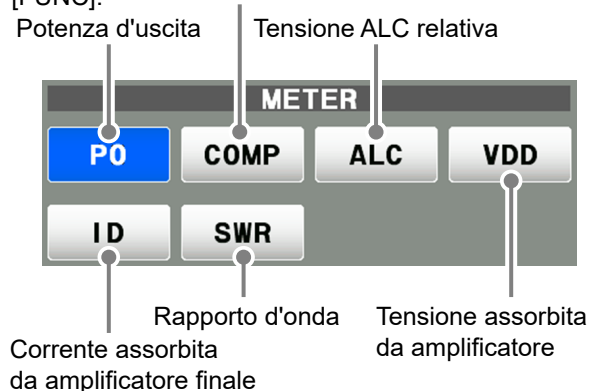 [FUNC].
Potenza d'uscita
Tensione ALC relativa
METER
PO COMP ALC VDD
ID SWR
Rapporto d'onda
Tensione assorbita
da amplificatore
Corrente assorbita
da amplificatore finale